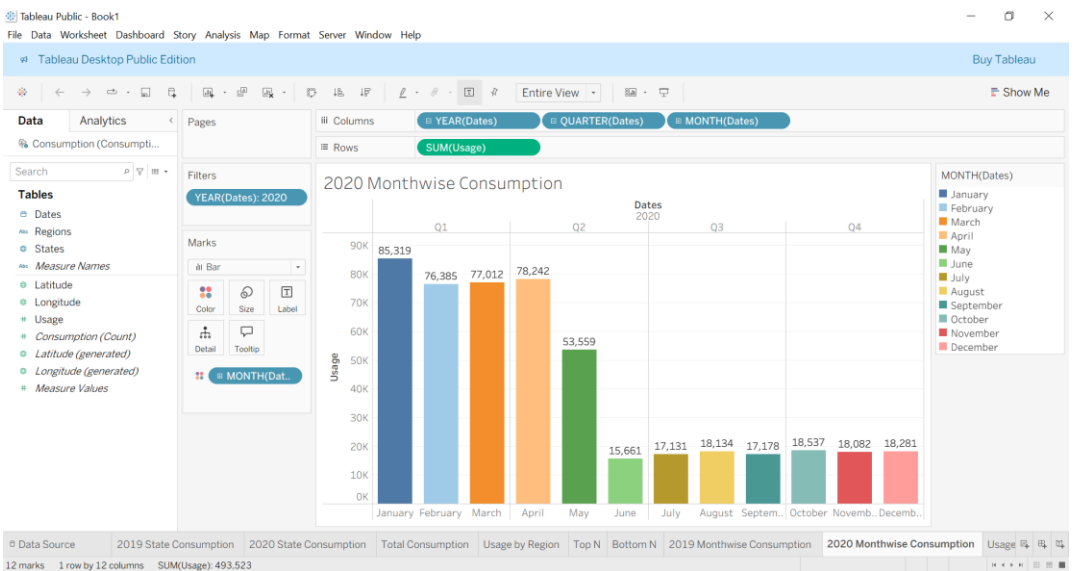 Tableau Public - Book1
File Data Worksheet Dashboard Story Analysis Map Format Server Window Help
Tableau Desktop Public Edition
Buy Tableau
Entire View
Show Me
Data
Analytics
Consumption (Consumpti...
Search
Tables
Dates
Abc Regions
States
Abc Measure Names
Latitude
Longitude
# Usage
# Consumption (Count)
Latitude (generated)
Longitude (generated)
# Measure Values
Pages
Filters
YEAR(Dates): 2020
Marks
Bar
Color Size Label
Detail Tooltip
MONTH(Dat..
iii Columns
YEAR(Dates)
QUARTER(Dates)
MONTH(Dates)
Rows
SUM(Usage)
2020 Monthwise Consumption
Dates
2020
Q1 Q2 Q3 Q4
Usage
90K
80K
70K
60K
50K
40K
30K
20K
10K
0K
85,319
76,385
77,012
78,242
53,559
15,661
17,131
18,134
17,178
18,537
18,082
18,281
January February March April May June July August Septem.. October Novemb.. Decemb..
MONTH(Dates)
January
February
March
April
May
June
July
August
September
October
November
December
Data Source 2019 State Consumption 2020 State Consumption Total Consumption Usage by Region Top N Bottom N 2019 Monthwise Consumption 2020 Monthwise Consumption Usage
12 marks 1 row by 12 columns SUM(Usage): 493,523